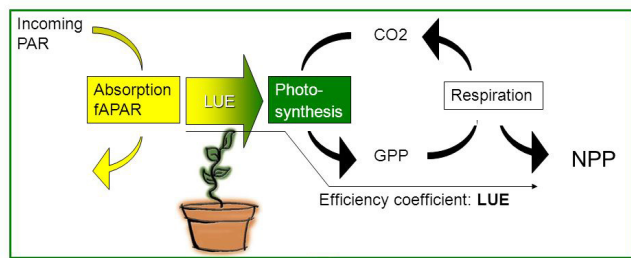 Incoming
PAR
CO2
Absorption
fAPAR
LUE
Photo-
synthesis
Respiration
GPP
NPP
Efficiency coefficient: LUE